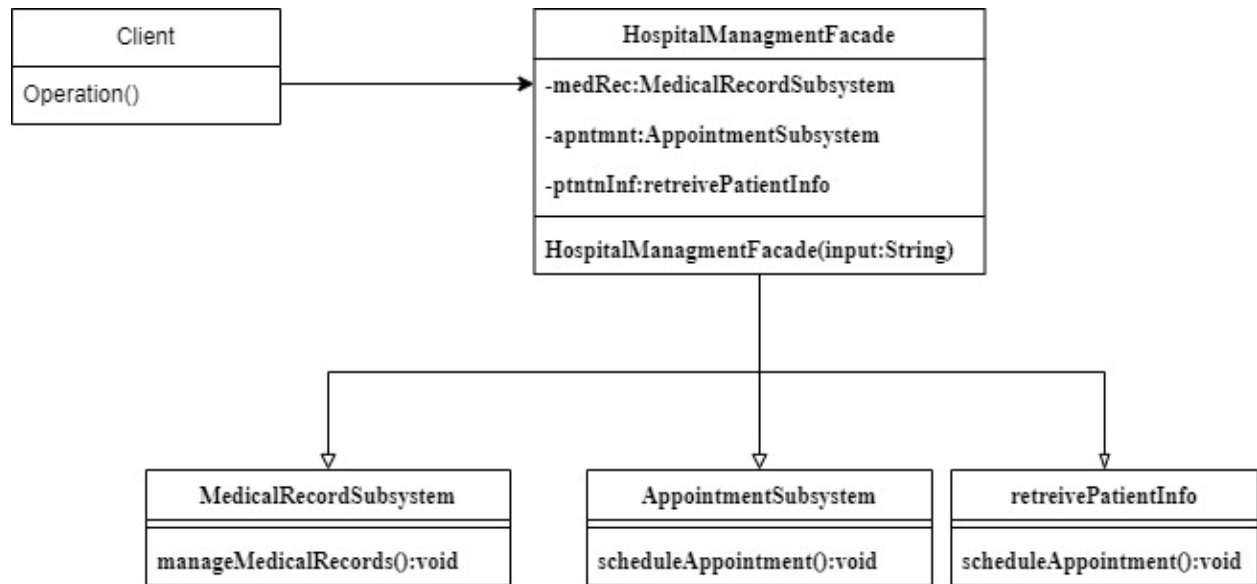 Client
Operation()
HospitalManagmentFacade
-medRec:MedicalRecordSubsystem
-apntmnt:AppointmentSubsystem
-ptntnInf:retreivePatientInfo
HospitalManagmentFacade(input:String)
MedicalRecordSubsystem
manageMedicalRecords():void
AppointmentSubsystem
scheduleAppointment():void
retreivePatientInfo
scheduleAppointment():void